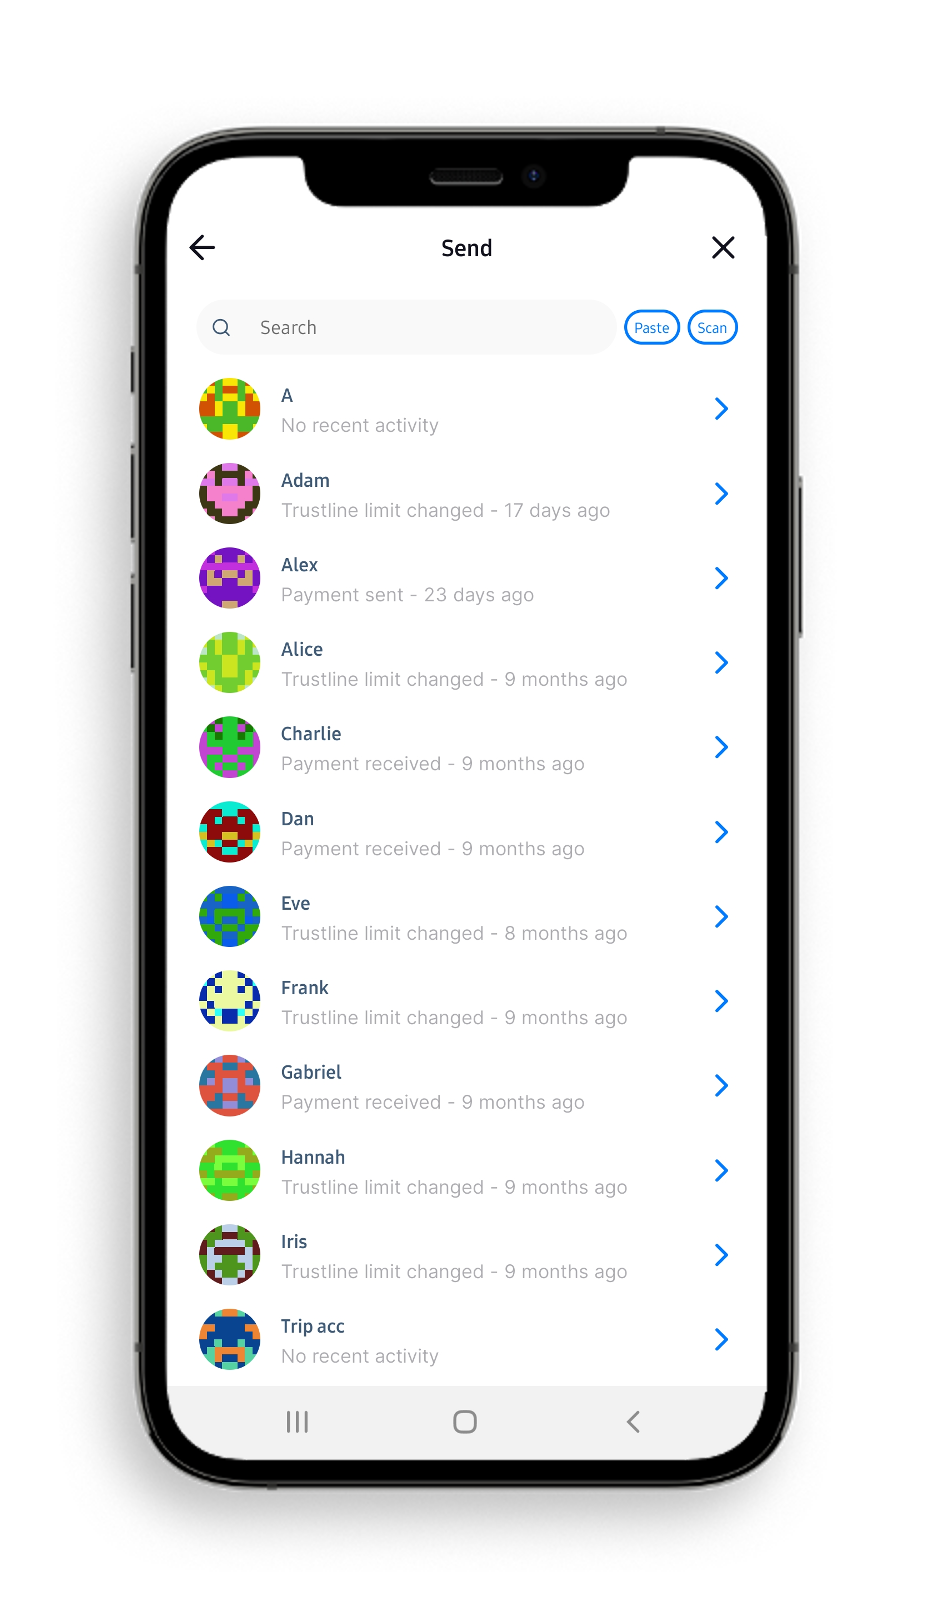 Send
Search
Paste
Scan
A
No recent activity
Adam
Trustline limit changed - 17 days ago
Alex
Payment sent - 23 days ago
Alice
Trustline limit changed - 9 months ago
Charlie
Payment received - 9 months ago
Dan
Payment received - 9 months ago
Eve
Trustline limit changed - 8 months ago
Frank
Trustline limit changed - 9 months ago
Gabriel
Payment received - 9 months ago
Hannah
Trustline limit changed - 9 months ago
Iris
Trustline limit changed - 9 months ago
Trip acc
No recent activity